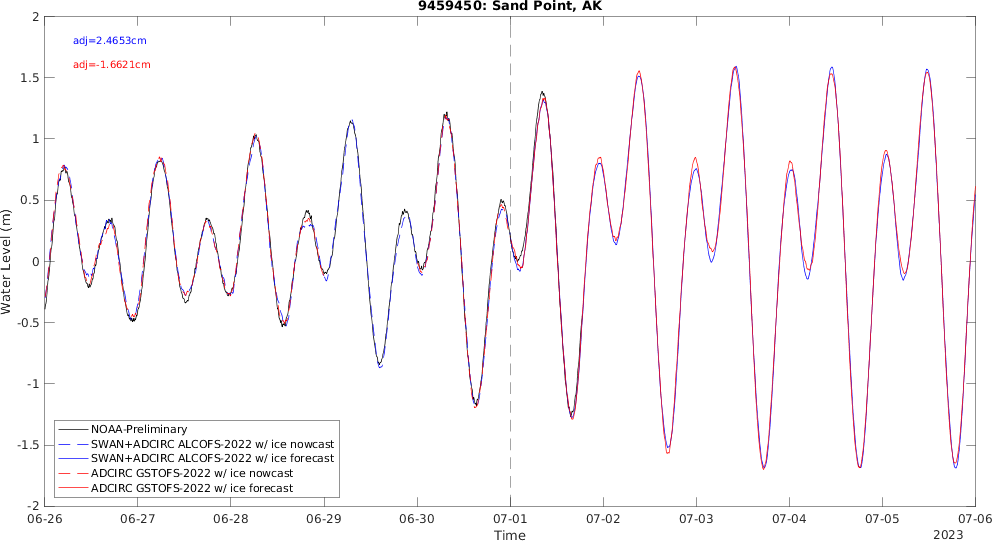 9459450: Sand Point, AK
adj=2.4653cm
adj=-1.6621cm
Water Level (m)
2
1.5
1
0.5
0
-0.5
-1
-1.5
-2
NOAA-Preliminary
SWAN+ADCIRC ALCOFS-2022 w/ ice nowcast
SWAN+ADCIRC ALCOFS-2022 w/ ice forecast
ADCIRC GSTOFS-2022 w/ ice nowcast
ADCIRC GSTOFS-2022 w/ ice forecast
06-26 06-27 06-28 06-29 06-30 07-01 07-02 07-03 07-04 07-05 07-06
Time
2023